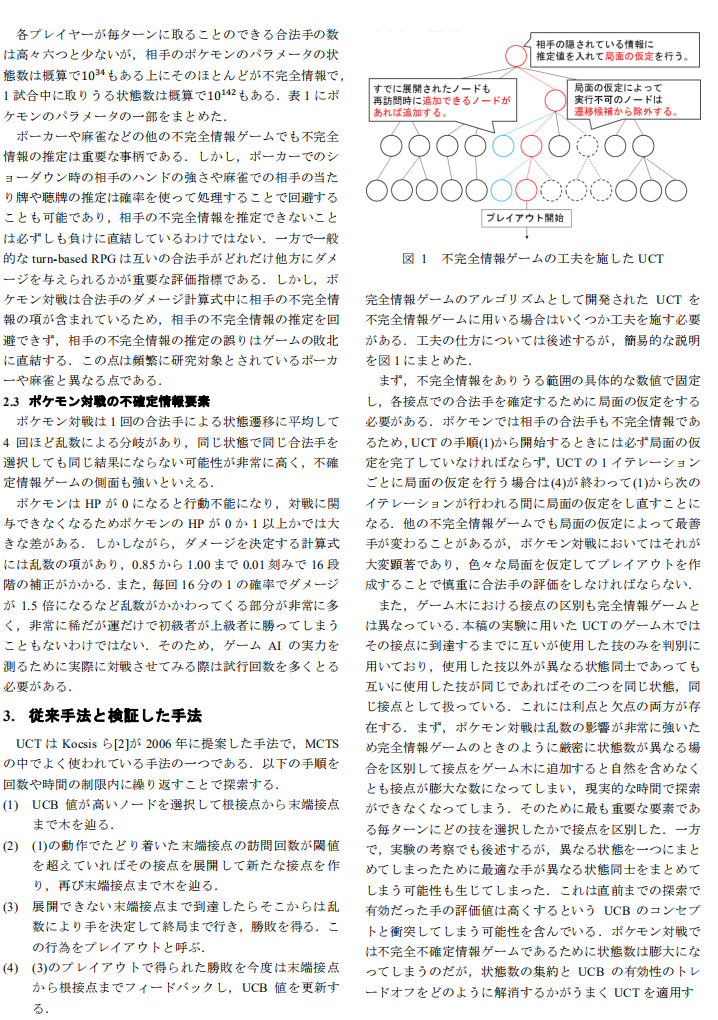 各プレイヤーが毎ターンに取ることのできる合法手の数
は高々六つと少ないが，相手のポケモンのパラメータの状
態数は概算で10³⁴もある上にそのほとんどが不完全情報で，
1 試合中に取りうる状態数は概算で10¹⁴²もある．表 1 にポ
ケモンのパラメータの一部をまとめた．
ポーカーや麻雀などの他の不完全情報ゲームでも不完全
情報の推定は重要な事柄である．しかし，ポーカーでのシ
ョーダウン時の相手のハンドの強さや麻雀での相手の当た
り牌や聴牌の推定は確率を使って処理することで回避する
ことも可能であり，相手の不完全情報を推定できないこと
は必ずしも負けに直結しているわけではない．一方で一般
的な turn-based RPG は互いの合法手がどれだけ他方にダメ
ージを与えられるかが重要な評価指標である．しかし，ポ
ケモン対戦は合法手のダメージ計算式中に相手の不完全情
報の項が含まれているため，相手の不完全情報の推定を回
避できず，相手の不完全情報の推定の誤りはゲームの敗北
に直結する．この点は頻繁に研究対象とされているポーカ
ーや麻雀と異なる点である．
2.3 ポケモン対戦の不確定情報要素
ポケモン対戦は 1 回の合法手による状態遷移に平均して
4 回ほど乱数による分岐があり，同じ状態で同じ合法手を
選択しても同じ結果にならない可能性が非常に高く，不確
定情報ゲームの側面も強いといえる．
ポケモンは HP が 0 になると行動不能になり，対戦に関
与できなくなるためポケモンの HP が 0 か 1 以上かでは大
きな差がある．しかしながら，ダメージを決定する計算式
には乱数の項があり，0.85 から 1.00 まで 0.01 刻みで 16 段
階の補正がかかる．また，毎回 16 分の 1 の確率でダメージ
が 1.5 倍になるなど乱数がかかわってくる部分が非常に多
く，非常に稀だが運だけで初級者が上級者に勝ってしまう
こともないわけではない．そのため，ゲーム AI の実力を
測るために実際に対戦させてみる際は試行回数を多くとる
必要がある．
3. 従来手法と検証した手法
UCT は Kocsis ら[2]が 2006 年に提案した手法で，MCTS
の中でよく使われている手法の一つである．以下の手順を
回数や時間の制限内に繰り返すことで探索する．
(1) UCB 値が高いノードを選択して根接点から末端接点
まで木を辿る．
(2) (1)の動作でたどり着いた末端接点の訪問回数が閾値
を超えていればその接点を展開して新たな接点を作
り，再び末端接点まで木を辿る．
(3) 展開できない末端接点まで到達したらそこからは乱
数により手を決定して終局まで行き，勝敗を得る．こ
の行為をプレイアウトと呼ぶ．
(4) (3)のプレイアウトで得られた勝敗を今度は末端接点
から根接点までフィードバックし，UCB 値を更新す
る．
相手の隠されている情報に
推定値を入れて局面の仮定を行う。
すでに展開されたノードも
再訪問時に追加できるノードが
あれば追加する。
局面の仮定によって
実行不可のノードは
遷移候補から除外する。
プレイアウト開始
図 1 不完全情報ゲームの工夫を施した UCT
完全情報ゲームのアルゴリズムとして開発された UCT を
不完全情報ゲームに用いる場合はいくつか工夫を施す必要
がある．工夫の仕方については後述するが，簡易的な説明
を図 1 にまとめた．
まず，不完全情報をありうる範囲の具体的な数値で固定
し，各接点での合法手を確定するために局面の仮定をする
必要がある．ポケモンでは相手の合法手も不完全情報であ
るため，UCT の手順(1)から開始するときには必ず局面の仮
定を完了していなければならず，UCT の 1 イテレーション
ごとに局面の仮定を行う場合は(4)が終わって(1)から次の
イテレーションが行われる間に局面の仮定をし直すことに
なる．他の不完全情報ゲームでも局面の仮定によって最善
手が変わることがあるが，ポケモン対戦においてはそれが
大変顕著であり，色々な局面を仮定してプレイアウトを作
成することで慎重に合法手の評価をしなければならない．
また，ゲーム木における接点の区別も完全情報ゲームと
は異なっている．本稿の実験に用いた UCT のゲーム木では
その接点に到達するまでに互いが使用した技のみを判別に
用いており，使用した技以外が異なる状態同士であっても
互いに使用した技が同じであればその二つを同じ状態，同
じ接点として扱っている．これには利点と欠点の両方が存
在する．まず，ポケモン対戦は乱数の影響が非常に強いた
め完全情報ゲームのときのように厳密に状態数が異なる場
合を区別して接点をゲーム木に追加すると自然を含めなく
とも接点が膨大な数になってしまい，現実的な時間で探索
ができなくなってしまう．そのために最も重要な要素であ
る毎ターンにどの技を選択したかで接点を区別した．一方
で，実験の考察でも後述するが，異なる状態を一つにまと
めてしまったために最適な手が異なる状態同士をまとめて
しまう可能性も生じてしまった．これは直前までの探索で
有効だった手の評価値は高くするという UCB のコンセプ
トと衝突してしまう可能性を含んでいる．ポケモン対戦で
は不完全不確定情報ゲームであるために状態数は膨大にな
ってしまうのだが，状態数の集約と UCB の有効性のトレ
ードオフをどのように解消するかがうまく UCT を適用す